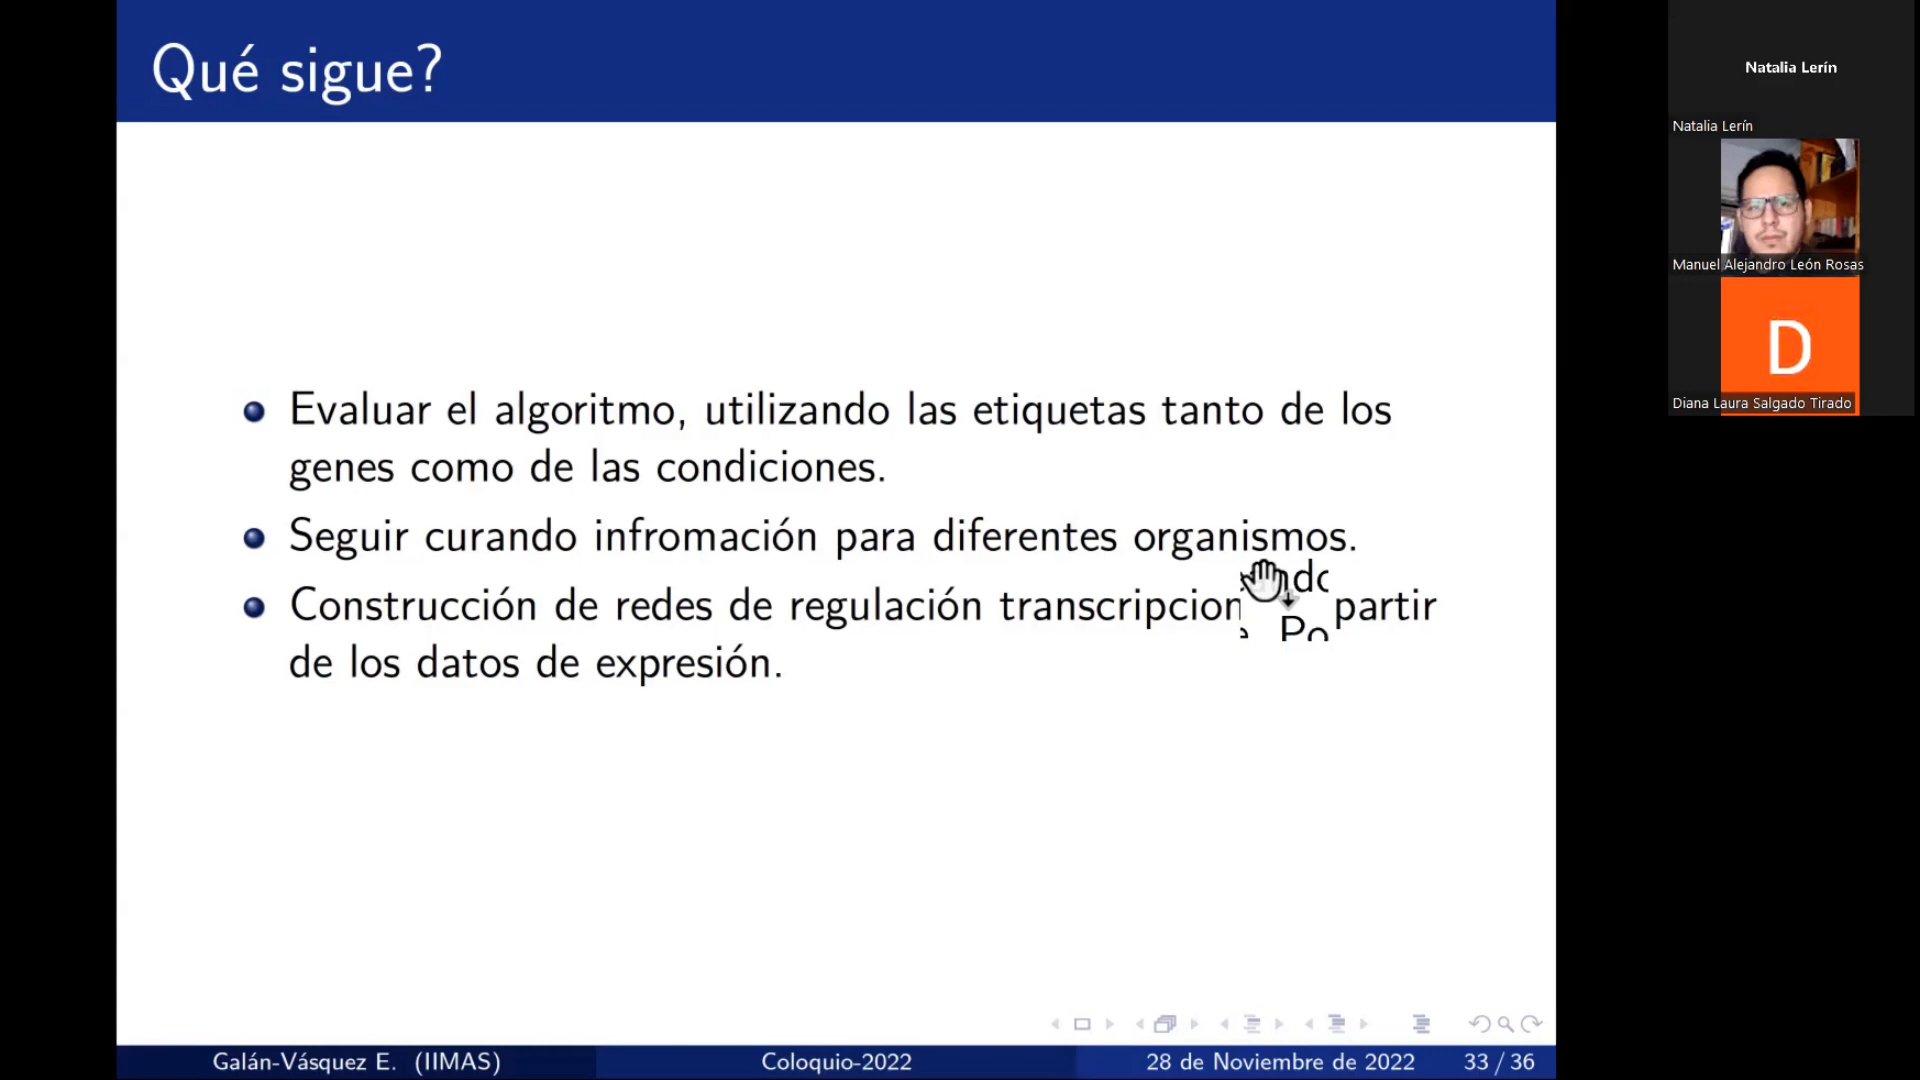 Qué sigue?
Evaluar el algoritmo, utilizando las etiquetas tanto de los
genes como de las condiciones.
Seguir curando infromación para diferentes organismos.
Construcción de redes de regulación transcripcion partir
de los datos de expresión.
Galán-Vásquez E. (IIMAS) Coloquio-2022 28 de Noviembre de 2022 33 / 36
Natalia Lerín
Natalia Lerín
Manuel Alejandro León Rosas
D
Diana Laura Salgado Tirado